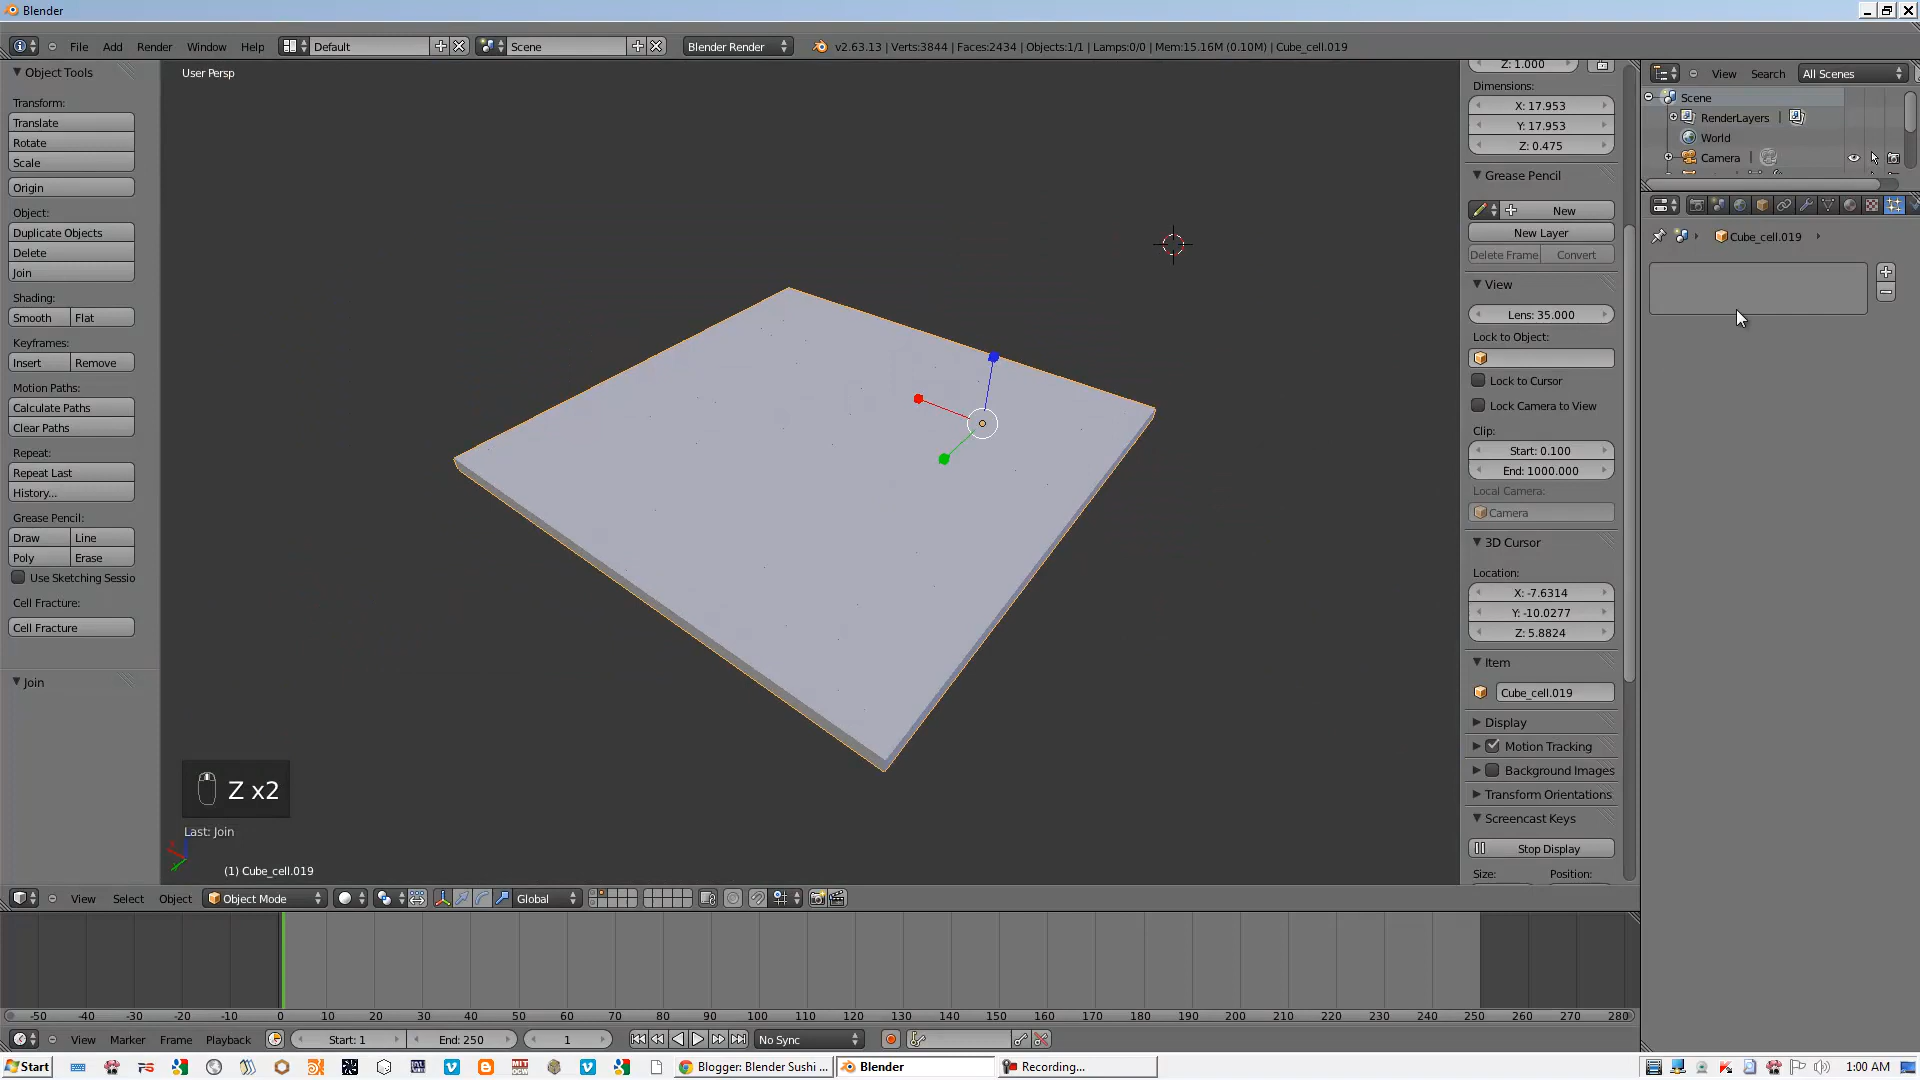 Blender
File Add Render Window Help Default Scene Blender Render v2.63.13 | Verts:3844 | Faces:2434 | Objects:1/1 | Lamps:0/0 | Mem:15.16M (0.10M) | Cube_cell.019
Object Tools
Transform:
Translate
Rotate
Scale
Origin
Object:
Duplicate Objects
Delete
Join
Shading:
Smooth Flat
Keyframes:
Insert Remove
Motion Paths:
Calculate Paths
Clear Paths
Repeat:
Repeat Last
History...
Grease Pencil:
Draw Line
Poly Erase
Use Sketching Sessio
Cell Fracture:
Cell Fracture
Join
User Persp
Z x2
Last: Join
(1) Cube_cell.019
Z: 1.000
Dimensions:
X: 17.953
Y: 17.953
Z: 0.475
Grease Pencil
New
New Layer
Delete Frame Convert
View
Lens: 35.000
Lock to Object:
Lock to Cursor
Lock Camera to View
Clip:
Start: 0.100
End: 1000.000
Local Camera:
Camera
3D Cursor
Location:
X: -7.6314
Y: -10.0277
Z: 5.8824
Item
Cube_cell.019
Display
Motion Tracking
Background Images
Transform Orientations
Screencast Keys
Stop Display
Size: Position:
View Search All Scenes
Scene
RenderLayers |
World
Camera |
Cube_cell.019
View Select Object Object Mode Global
-50 -40 -30 -20 -10 0 10 20 30 40 50 60 70 80 90 100 110 120 130 140 150 160 170 180 190 200 210 220 230 240 250 260 270 280
View Marker Frame Playback Start: 1 End: 250 1 No Sync
Start Blogger: Blender Sushi ... Blender Recording... 1:00 AM